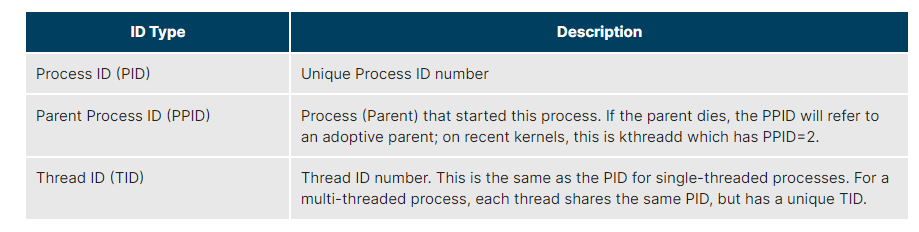 ID Type
Description
Process ID (PID)
Unique Process ID number
Parent Process ID (PPID)
Process (Parent) that started this process. If the parent dies, the PPID will refer to
an adoptive parent; on recent kernels, this is kthreadd which has PPID=2.
Thread ID (TID)
Thread ID number. This is the same as the PID for single-threaded processes. For a
multi-threaded process, each thread shares the same PID, but has a unique TID.